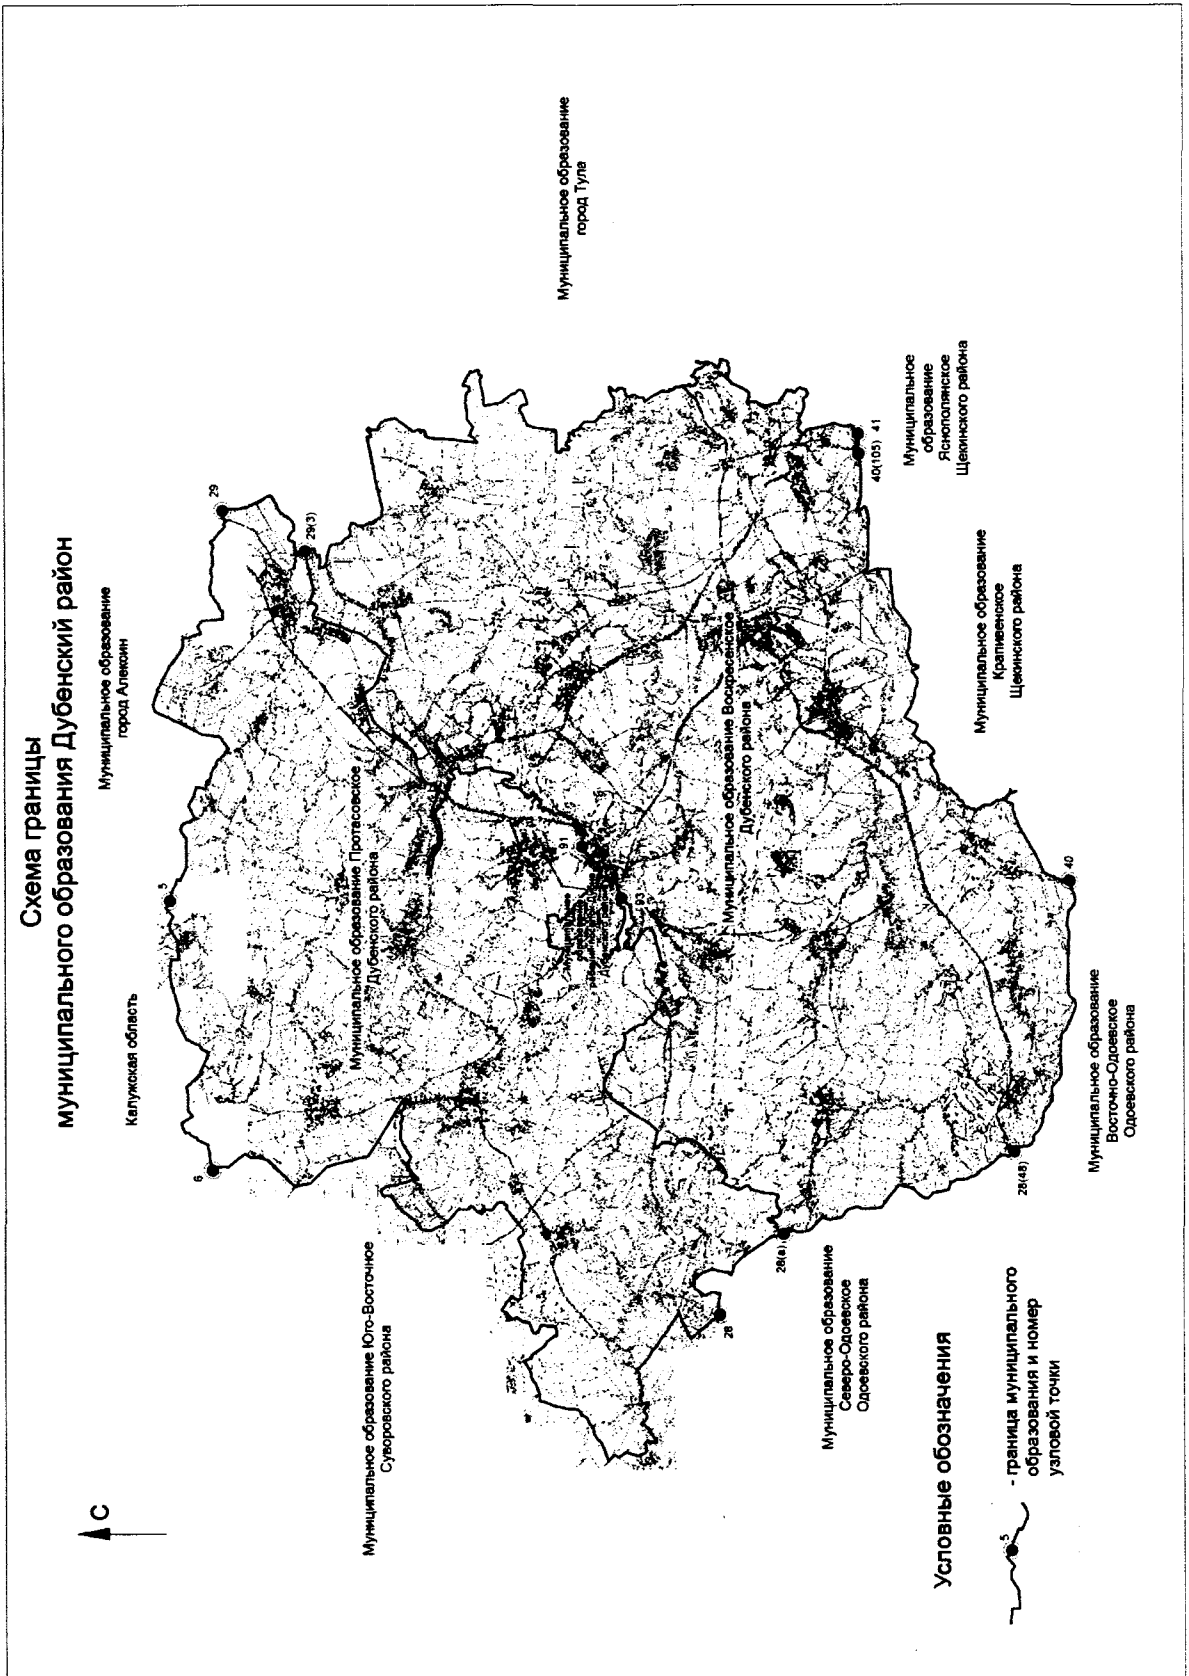 Схема границы
муниципального образования Дубенский район
С
Калужская область
Муниципальное образование
город Алексин
6
5
29
29(3)
Муниципальное образование Юго-Восточное
Суворовского района
Муниципальное образование Протасовское
Дубенского района
Муниципальное образование
город Тула
91
93
Муниципальное образование Воскресенское
Дубенского района
28
28(а)
28(48)
40
40(105)
41
Муниципальное образование
Северо-Одоевское
Одоевского района
Муниципальное
образование
Яснополянское
Щекинского района
Муниципальное образование
Крапивенское
Щекинского района
Муниципальное образование
Восточно-Одоевское
Одоевского района
Условные обозначения
5
- граница муниципального
образования и номер
узловой точки